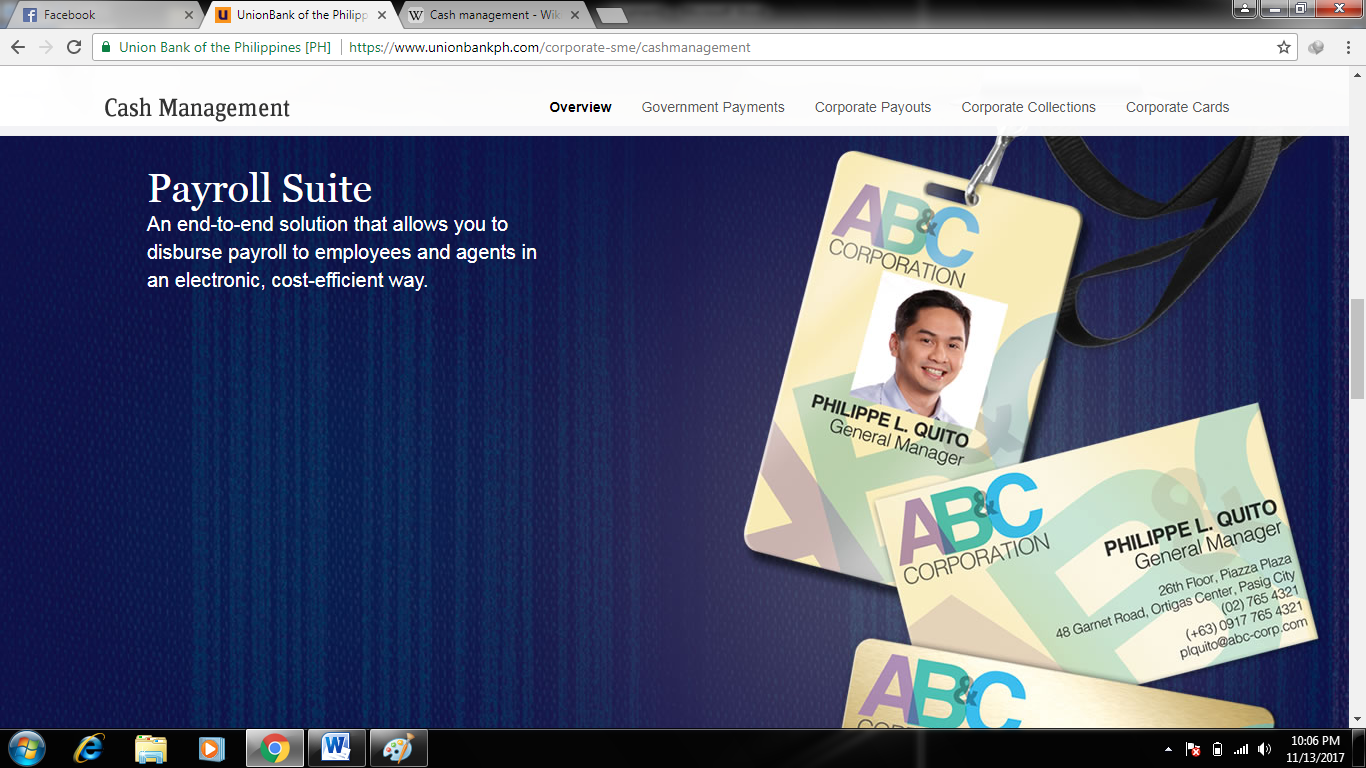 Facebook
UnionBank of the Philipp
Cash management - Wik
Union Bank of the Philippines [PH]
https://www.unionbankph.com/corporate-sme/cashmanagement
Cash Management
Overview
Government Payments
Corporate Payouts
Corporate Collections
Corporate Cards
Payroll Suite
An end-to-end solution that allows you to
disburse payroll to employees and agents in
an electronic, cost-efficient way.
AB&C
CORPORATION
PHILIPPE L. QUITO
General Manager
AB&C
CORPORATION
PHILIPPE L. QUITO
General Manager
26th Floor, Piazza Plaza
48 Garnet Road, Ortigas Center, Pasig City
(02) 765 4321
(+63) 0917 765 4321
plquito@abc-corp.com
AB&C
10:06 PM
11/13/2017